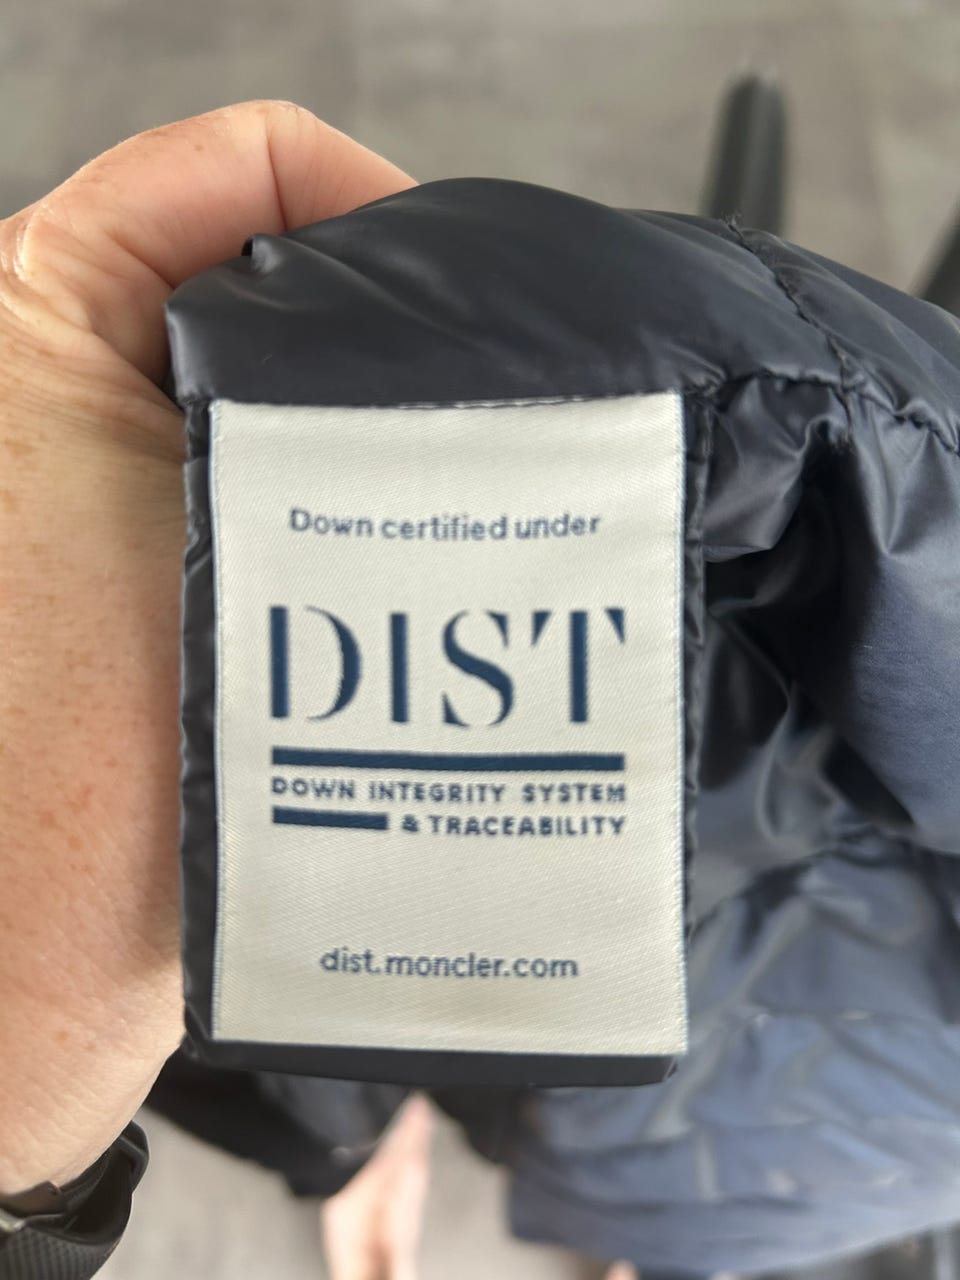 Down certified under
DIST
DOWN INTEGRITY SYSTEM
& TRACEABILITY
dist.moncler.com